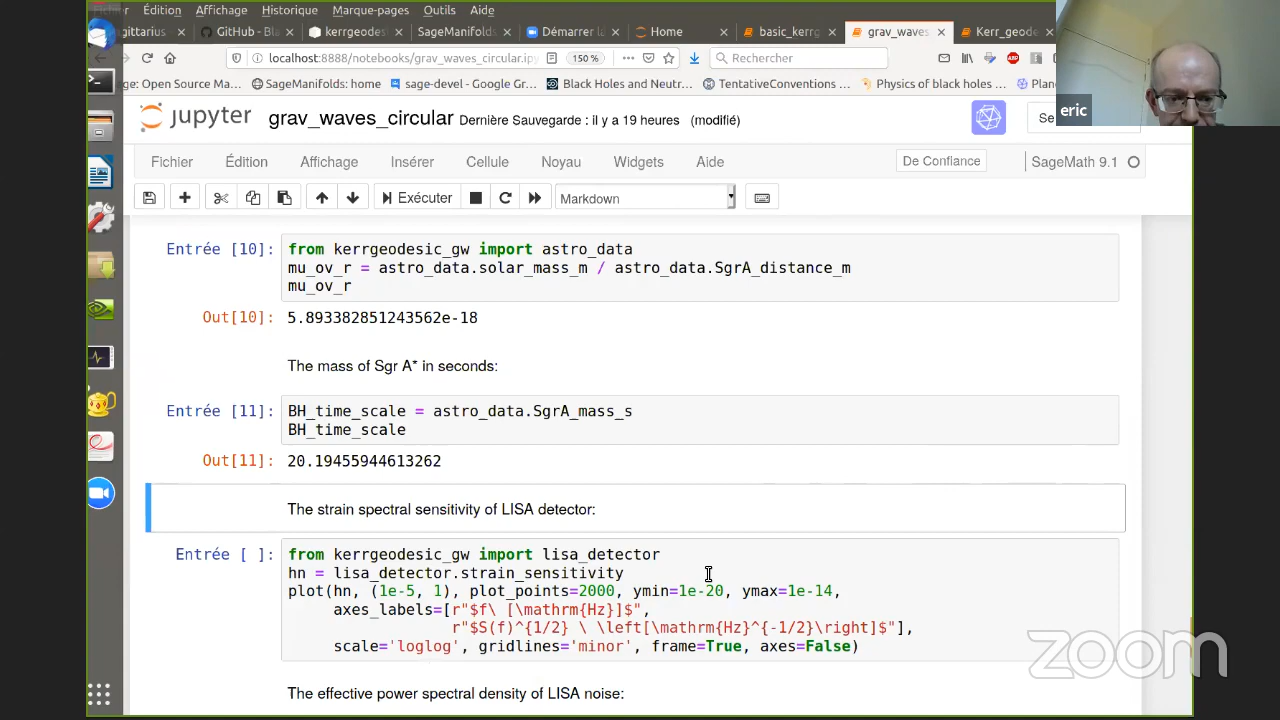 Fichier Édition Affichage Historique Marque-pages Outils Aide
gittarius GitHub - Bla kerrgeodes SageManifolds Démarrer Home basic_kerr grav_waves Kerr_geode
localhost:8888/notebooks/grav_waves_circular.ipy 150 % Rechercher
ge: Open Source Ma... SageManifolds: home sage-devel - Google Gr... Black Holes and Neutr... TentativeConventions ... Physics of black holes ...
eric
jupyter grav_waves_circular Dernière Sauvegarde : il y a 19 heures (modifié) Se
Fichier Édition Affichage Insérer Cellule Noyau Widgets Aide De Confiance SageMath 9.1
Exécuter Markdown
Entrée [10]: from kerrgeodesic_gw import astro_data
mu_ov_r = astro_data.solar_mass_m / astro_data.SgrA_distance_m
mu_ov_r
Out[10]: 5.893382851243562e-18
The mass of Sgr A* in seconds:
Entrée [11]: BH_time_scale = astro_data.SgrA_mass_s
BH_time_scale
Out[11]: 20.19455944613262
The strain spectral sensitivity of LISA detector:
Entrée [ ]: from kerrgeodesic_gw import lisa_detector
hn = lisa_detector.strain_sensitivity
plot(hn, (1e-5, 1), plot_points=2000, ymin=1e-20, ymax=1e-14,
axes_labels=[r"$f\ [\mathrm{Hz}]$",
r"$S(f)^{1/2} \ \left[\mathrm{Hz}^{-1/2}\right]$"],
scale='loglog', gridlines='minor', frame=True, axes=False)
zoom
The effective power spectral density of LISA noise: